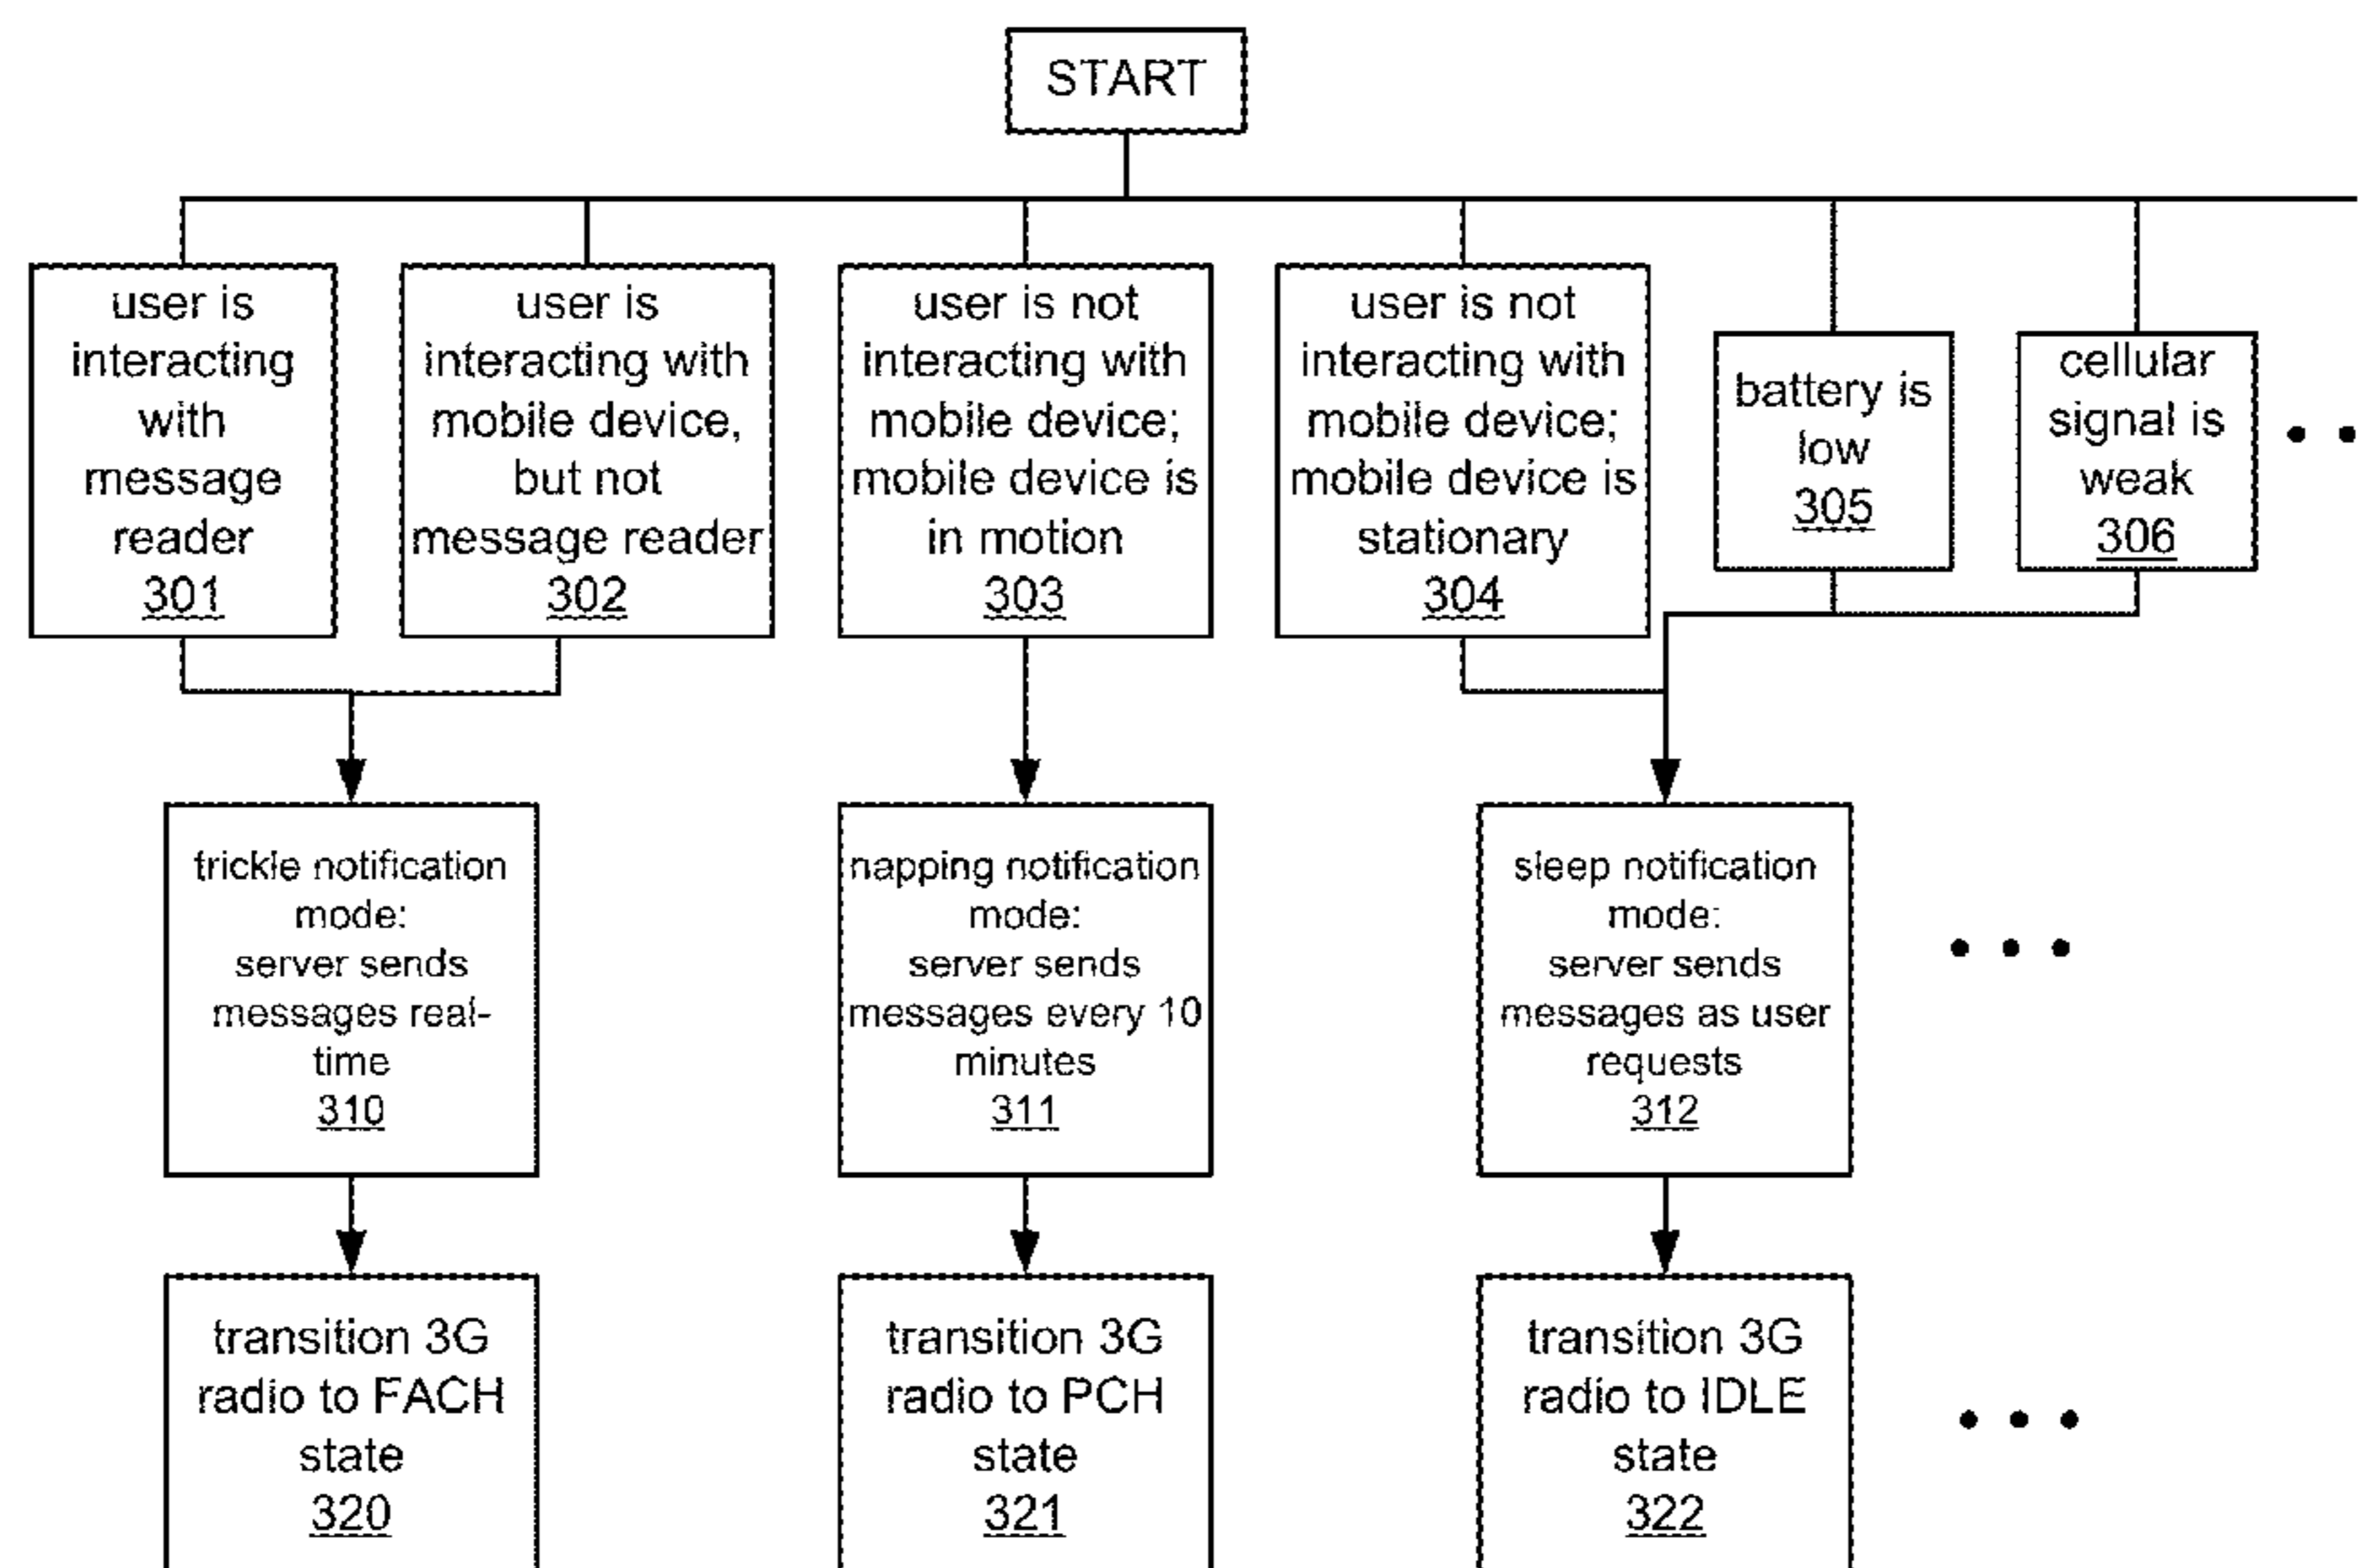 START
user is
interacting
with
message
reader
301
user is
interacting with
mobile device,
but not
message reader
302
user is not
interacting with
mobile device;
mobile device is
in motion
303
user is not
interacting with
mobile device;
mobile device is
stationary
304
battery is
low
305
cellular
signal is
weak
306
trickle notification
mode:
server sends
messages real-
time
310
napping notification
mode:
server sends
messages every 10
minutes
311
sleep notification
mode:
server sends
messages as user
requests
312
transition 3G
radio to FACH
state
320
transition 3G
radio to PCH
state
321
transition 3G
radio to IDLE
state
322